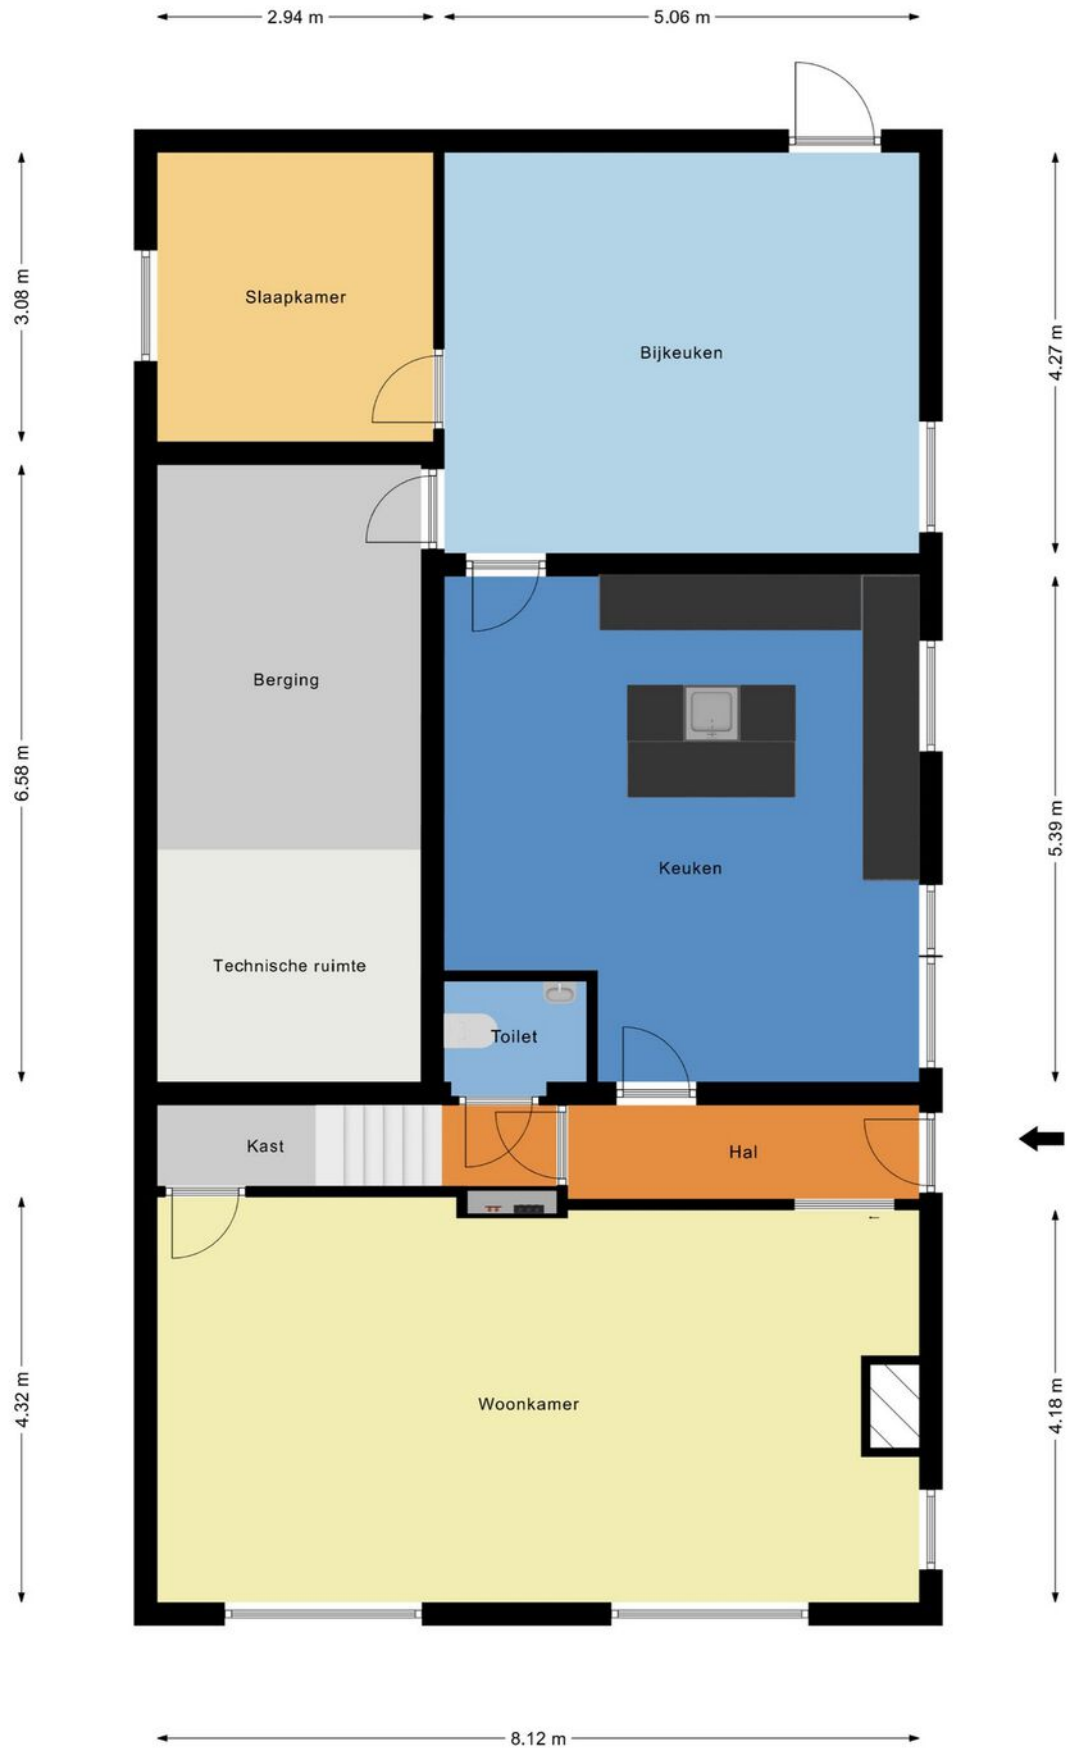 2.94 m
5.06 m
3.08 m
Slaapkamer
Bijkeuken
4.27 m
Berging
6.58 m
5.39 m
Keuken
Technische ruimte
Toilet
Kast
Hal
Woonkamer
4.32 m
4.18 m
8.12 m